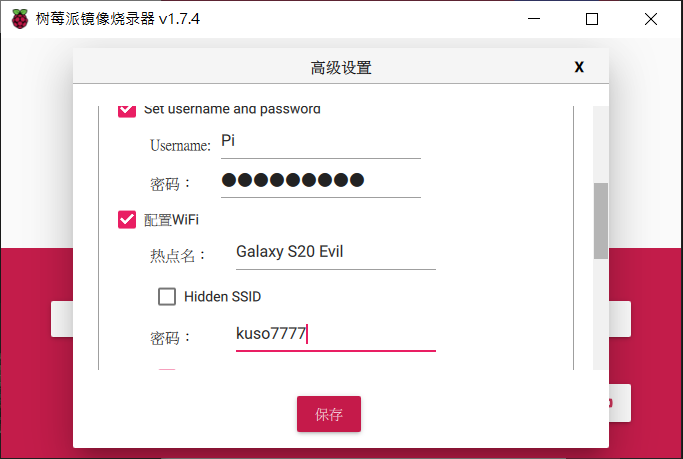 树莓派镜像烧录器 v1.7.4
高级设置
X
Set username and password
Username: Pi
密码： ●●●●●●●●●
配置WiFi
热点名： Galaxy S20 Evil
Hidden SSID
密码： kuso7777
保存